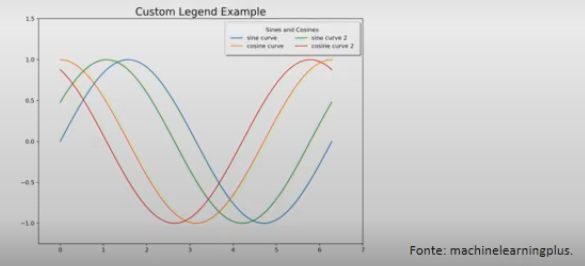 Custom Legend Example
Sines and Cosines
sine curve
sine curve 2
cosine curve
cosine curve 2
1.5
1.0
0.5
0.0
−0.5
−1.0
0 1 2 3 4 5 6 7
Fonte: machinelearningplus.